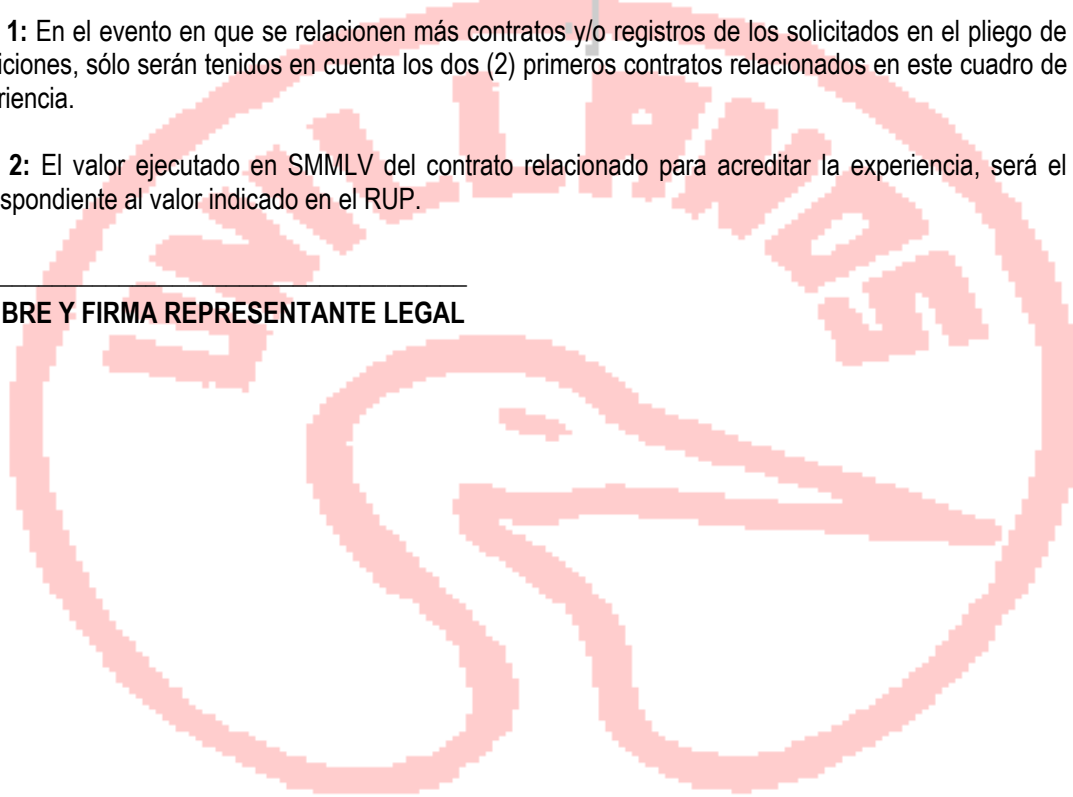 1: En el evento en que se relacionen más contratos y/o registros de los solicitados en el pliego de
iciones, sólo serán tenidos en cuenta los dos (2) primeros contratos relacionados en este cuadro de
riencia.
2: El valor ejecutado en SMMLV del contrato relacionado para acreditar la experiencia, será el
spondiente al valor indicado en el RUP.
BRE Y FIRMA REPRESENTANTE LEGAL
UNILLANOS